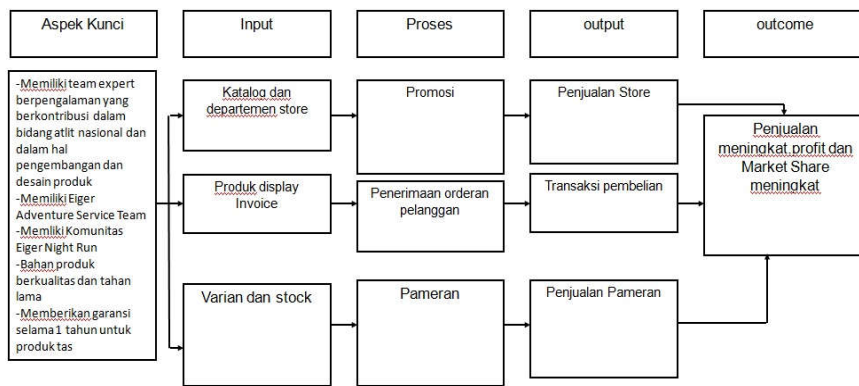 Aspek Kunci
Input
Proses
output
outcome
-Memiliki team expert
berpengalaman yang
berkontribusi dalam
bidang atlit nasional dan
dalam hal
pengembangan dan
desain produk
-Memiliki Eiger
Adventure Service Team
-Memliki Komunitas
Eiger Night Run
-Bahan produk
berkualitas dan tahan
lama
-Memberikan garansi
selama 1 tahun untuk
produk tas
Katalog dan
departemen store
Promosi
Penjualan Store
Produk display
Invoice
Penerimaan orderan
pelanggan
Transaksi pembelian
Varian dan stock
Pameran
Penjualan Pameran
Penjualan
meningkat,profit dan
Market Share
meningkat